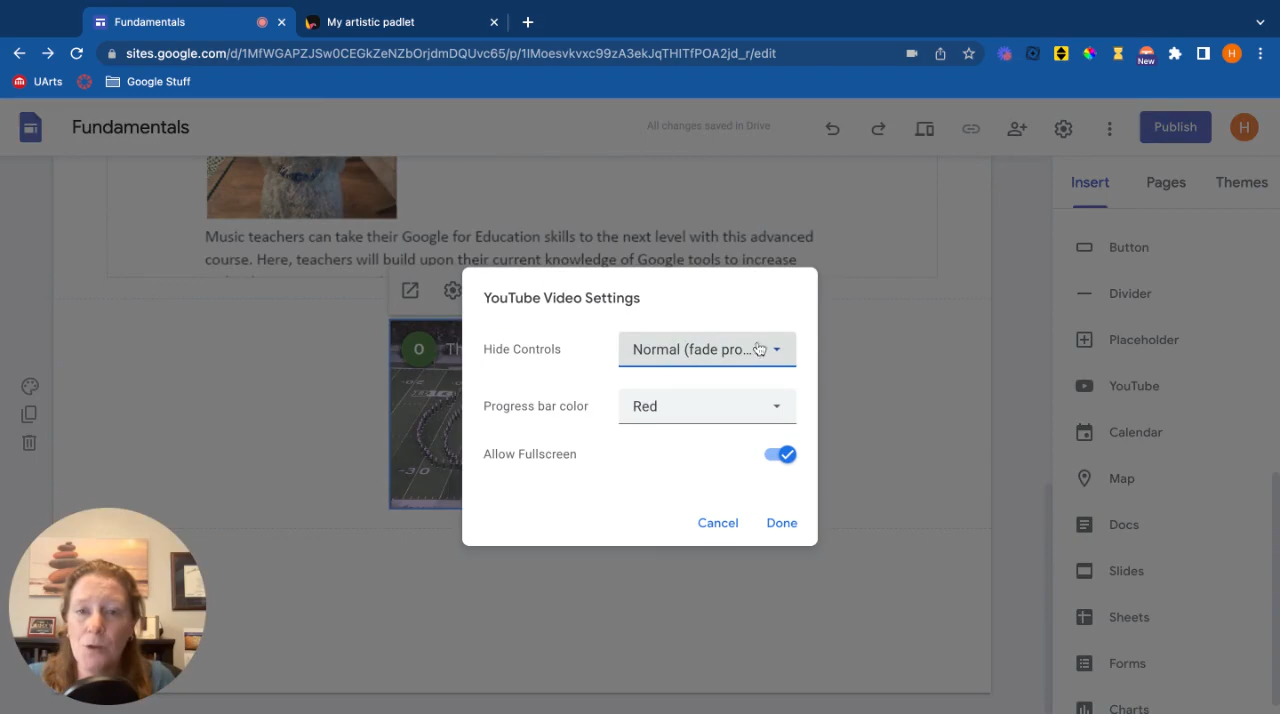 Fundamentals
My artistic padlet
sites.google.com/d/1MfWGAPZJSw0CEGkZeNZbOrjdmDQUvc65/p/1IMoesvkvxc99zA3ekJqTHITfPOA2jd_r/edit
New
H
UArts
Google Stuff
Fundamentals
All changes saved in Drive
Publish
H
Insert
Pages
Themes
Music teachers can take their Google for Education skills to the next level with this advanced
course. Here, teachers will build upon their current knowledge of Google tools to increase
O
Th
YouTube Video Settings
Hide Controls
Normal (fade pro...
Progress bar color
Red
Allow Fullscreen
Cancel
Done
Button
Divider
Placeholder
YouTube
Calendar
Map
Docs
Slides
Sheets
Forms
Charts